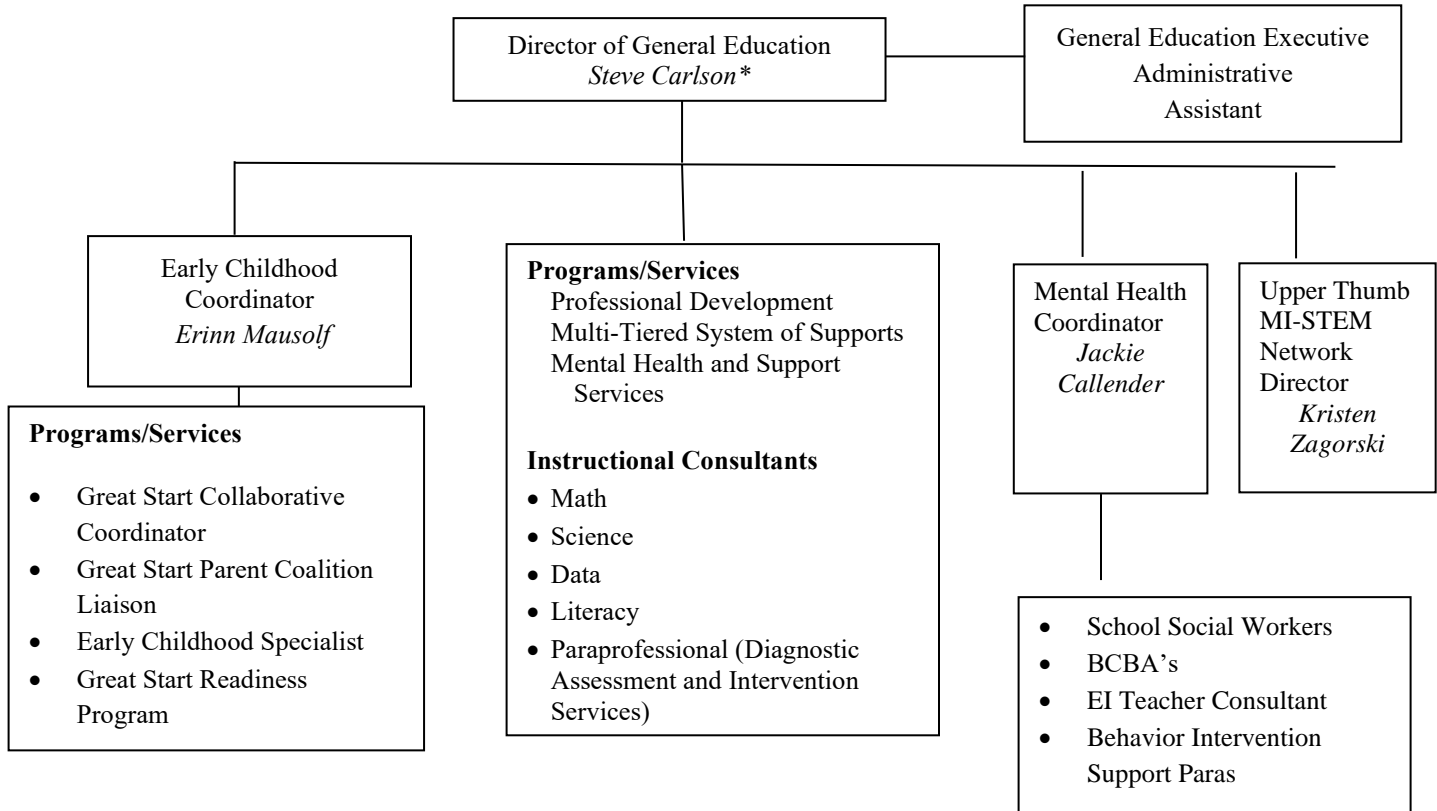 Director of General Education
Steve Carlson*
General Education Executive
Administrative
Assistant
Early Childhood
Coordinator
Erinn Mausolf
Programs/Services
• Great Start Collaborative
Coordinator
• Great Start Parent Coalition
Liaison
• Early Childhood Specialist
• Great Start Readiness
Program
Programs/Services
Professional Development
Multi-Tiered System of Supports
Mental Health and Support
Services
Instructional Consultants
• Math
• Science
• Data
• Literacy
• Paraprofessional (Diagnostic
Assessment and Intervention
Services)
Mental Health
Coordinator
Jackie
Callender
• School Social Workers
• BCBA's
• EI Teacher Consultant
• Behavior Intervention
Support Paras
Upper Thumb
MI-STEM
Network
Director
Kristen
Zagorski